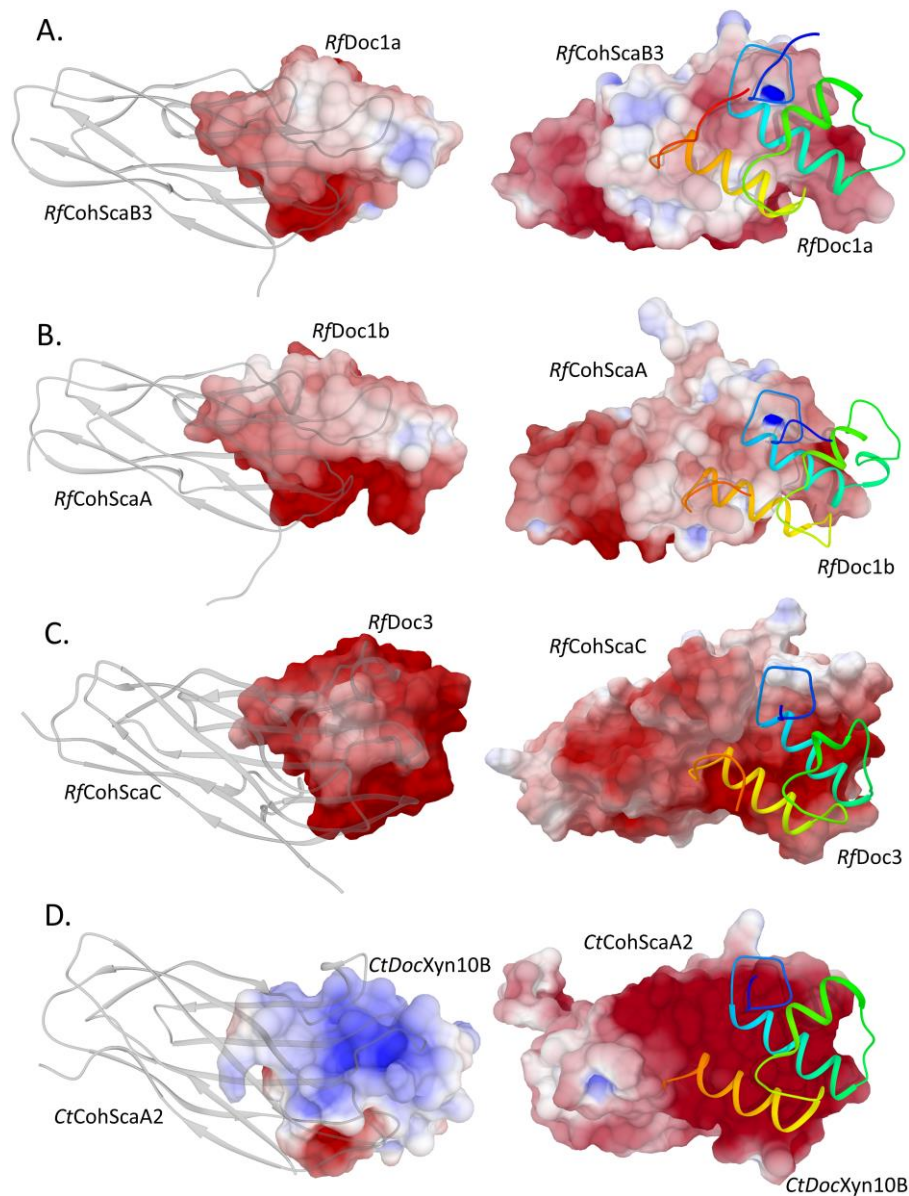 A.
RfDoc1a
RfCohScaB3
RfCohScaB3
RfDoc1a
B.
RfDoc1b
RfCohScaA
RfCohScaA
RfDoc1b
C.
RfDoc3
RfCohScaC
RfCohScaC
RfDoc3
D.
CtDocXyn10B
CtCohScaA2
CtCohScaA2
CtDocXyn10B